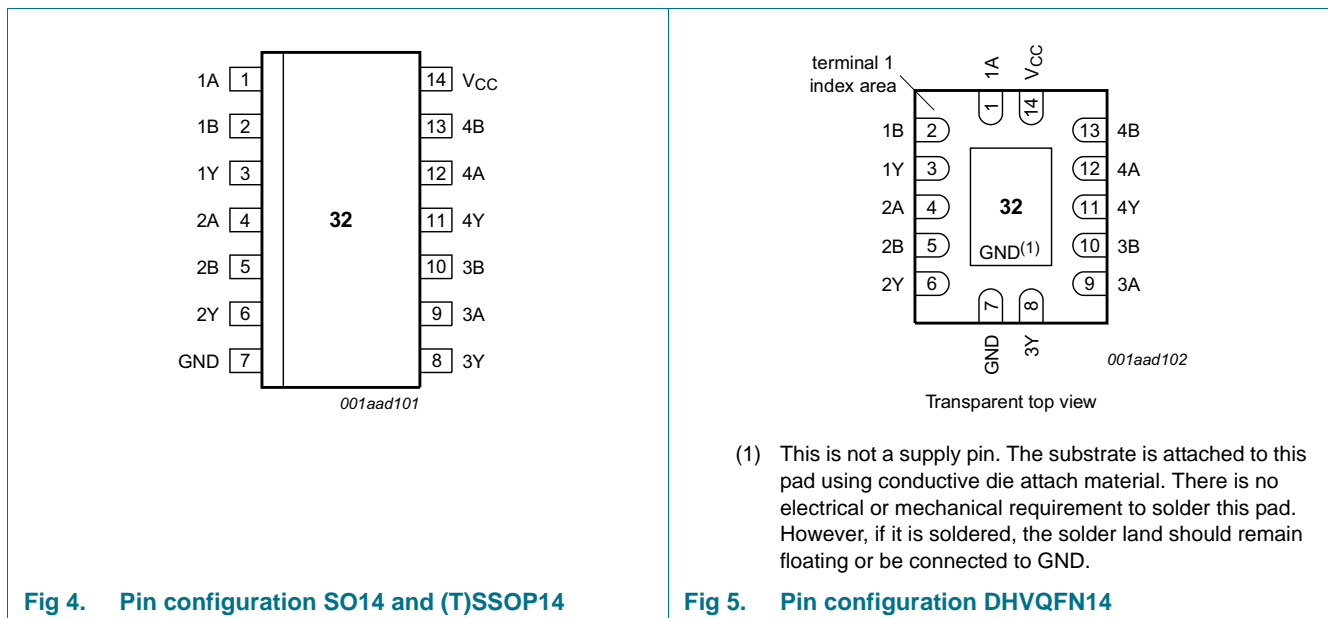 1A 1 14 VCC
1B 2 13 4B
1Y 3 12 4A
2A 4 32 11 4Y
2B 5 10 3B
2Y 6 9 3A
GND 7 8 3Y
001aad101
Fig 4. Pin configuration SO14 and (T)SSOP14
terminal 1
index area
1A VCC
1 14
1B 2 13 4B
1Y 3 12 4A
2A 4 32 11 4Y
2B 5 10 3B
GND(1)
2Y 6 9 3A
7 8
GND 3Y
001aad102
Transparent top view
(1) This is not a supply pin. The substrate is attached to this
pad using conductive die attach material. There is no
electrical or mechanical requirement to solder this pad.
However, if it is soldered, the solder land should remain
floating or be connected to GND.
Fig 5. Pin configuration DHVQFN14